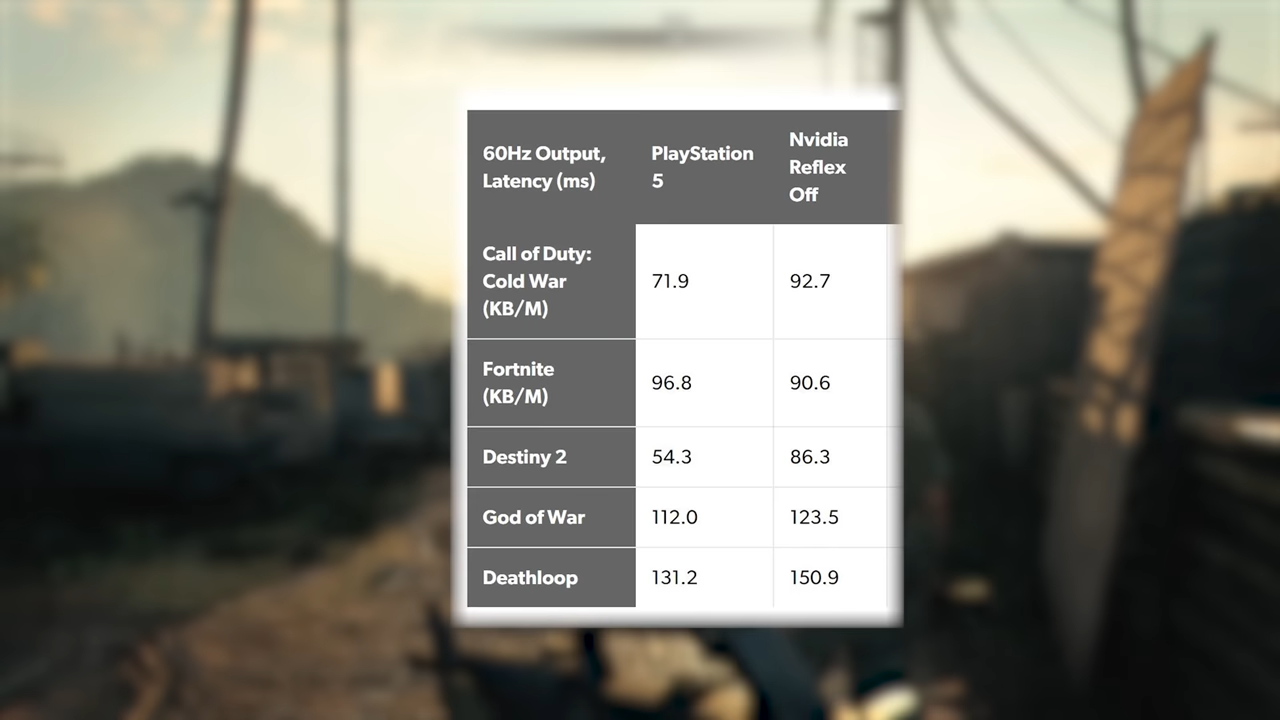 60Hz Output,
Latency (ms)
PlayStation
5
Nvidia
Reflex
Off
Call of Duty:
Cold War
(KB/M)
71.9
92.7
Fortnite
(KB/M)
96.8
90.6
Destiny 2
54.3
86.3
God of War
112.0
123.5
Deathloop
131.2
150.9